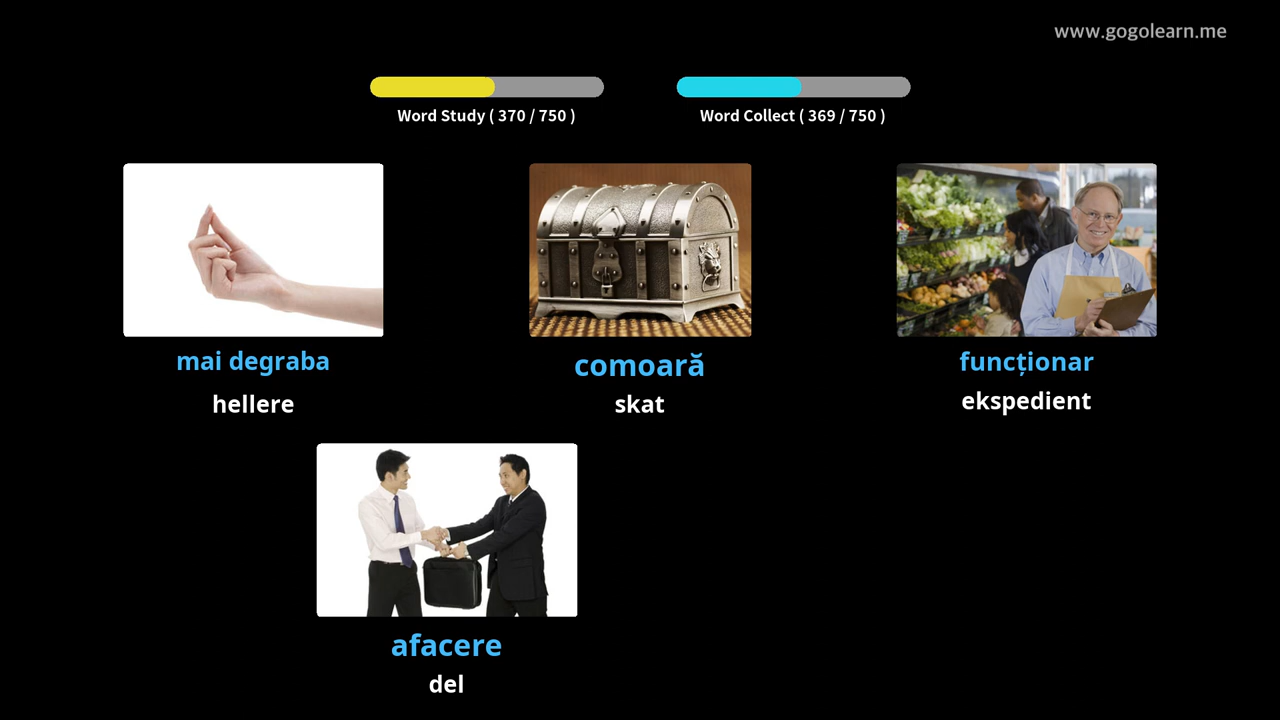 www.gogolearn.me
Word Study ( 370 / 750 )
Word Collect ( 369 / 750 )
mai degraba
hellere
comoară
skat
funcționar
ekspedient
afacere
del